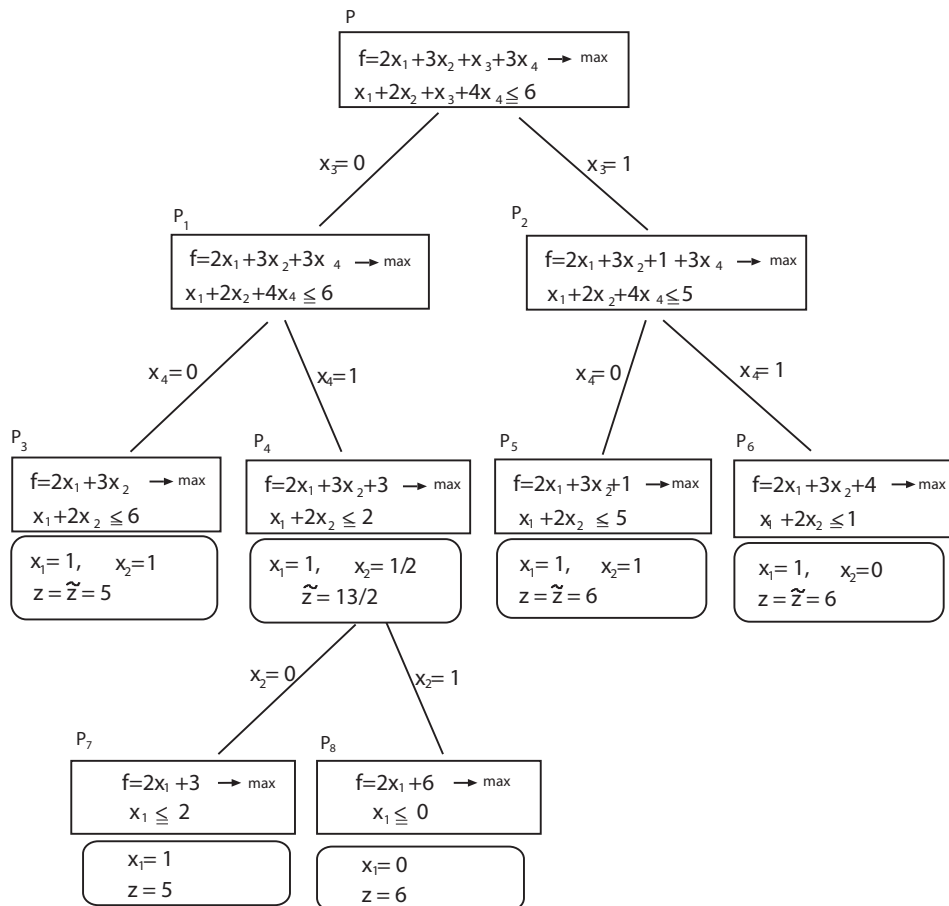 P
f=2x₁+3x₂+x₃+3x₄ → max
x₁+2x₂+x₃+4x₄ ≦ 6
x₃= 0
x₃= 1
P₁
f=2x₁+3x₂+3x₄ → max
x₁+2x₂+4x₄ ≦ 6
P₂
f=2x₁+3x₂+1 +3x₄ → max
x₁+2x₂+4x₄ ≦ 5
x₄= 0
x₄= 1
x₄= 0
x₄= 1
P₃
f=2x₁+3x₂ → max
x₁+2x₂ ≦ 6
x₁= 1, x₂= 1
z = z̃ = 5
P₄
f=2x₁+3x₂+3 → max
x₁+2x₂ ≦ 2
x₁= 1, x₂= 1/2
z̃ = 13/2
P₅
f=2x₁+3x₂+1 → max
x₁+2x₂ ≦ 5
x₁= 1, x₂= 1
z = z̃ = 6
P₆
f=2x₁+3x₂+4 → max
x₁ +2x₂ ≦ 1
x₁= 1, x₂= 0
z = z̃ = 6
x₂= 0
x₂= 1
P₇
f=2x₁+3 → max
x₁ ≦ 2
x₁= 1
z = 5
P₈
f=2x₁+6 → max
x₁ ≦ 0
x₁= 0
z = 6